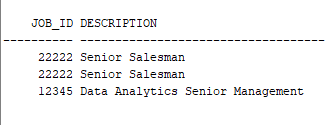 JOB_ID DESCRIPTION
---------- -----------------------------------
22222 Senior Salesman
22222 Senior Salesman
12345 Data Analytics Senior Management